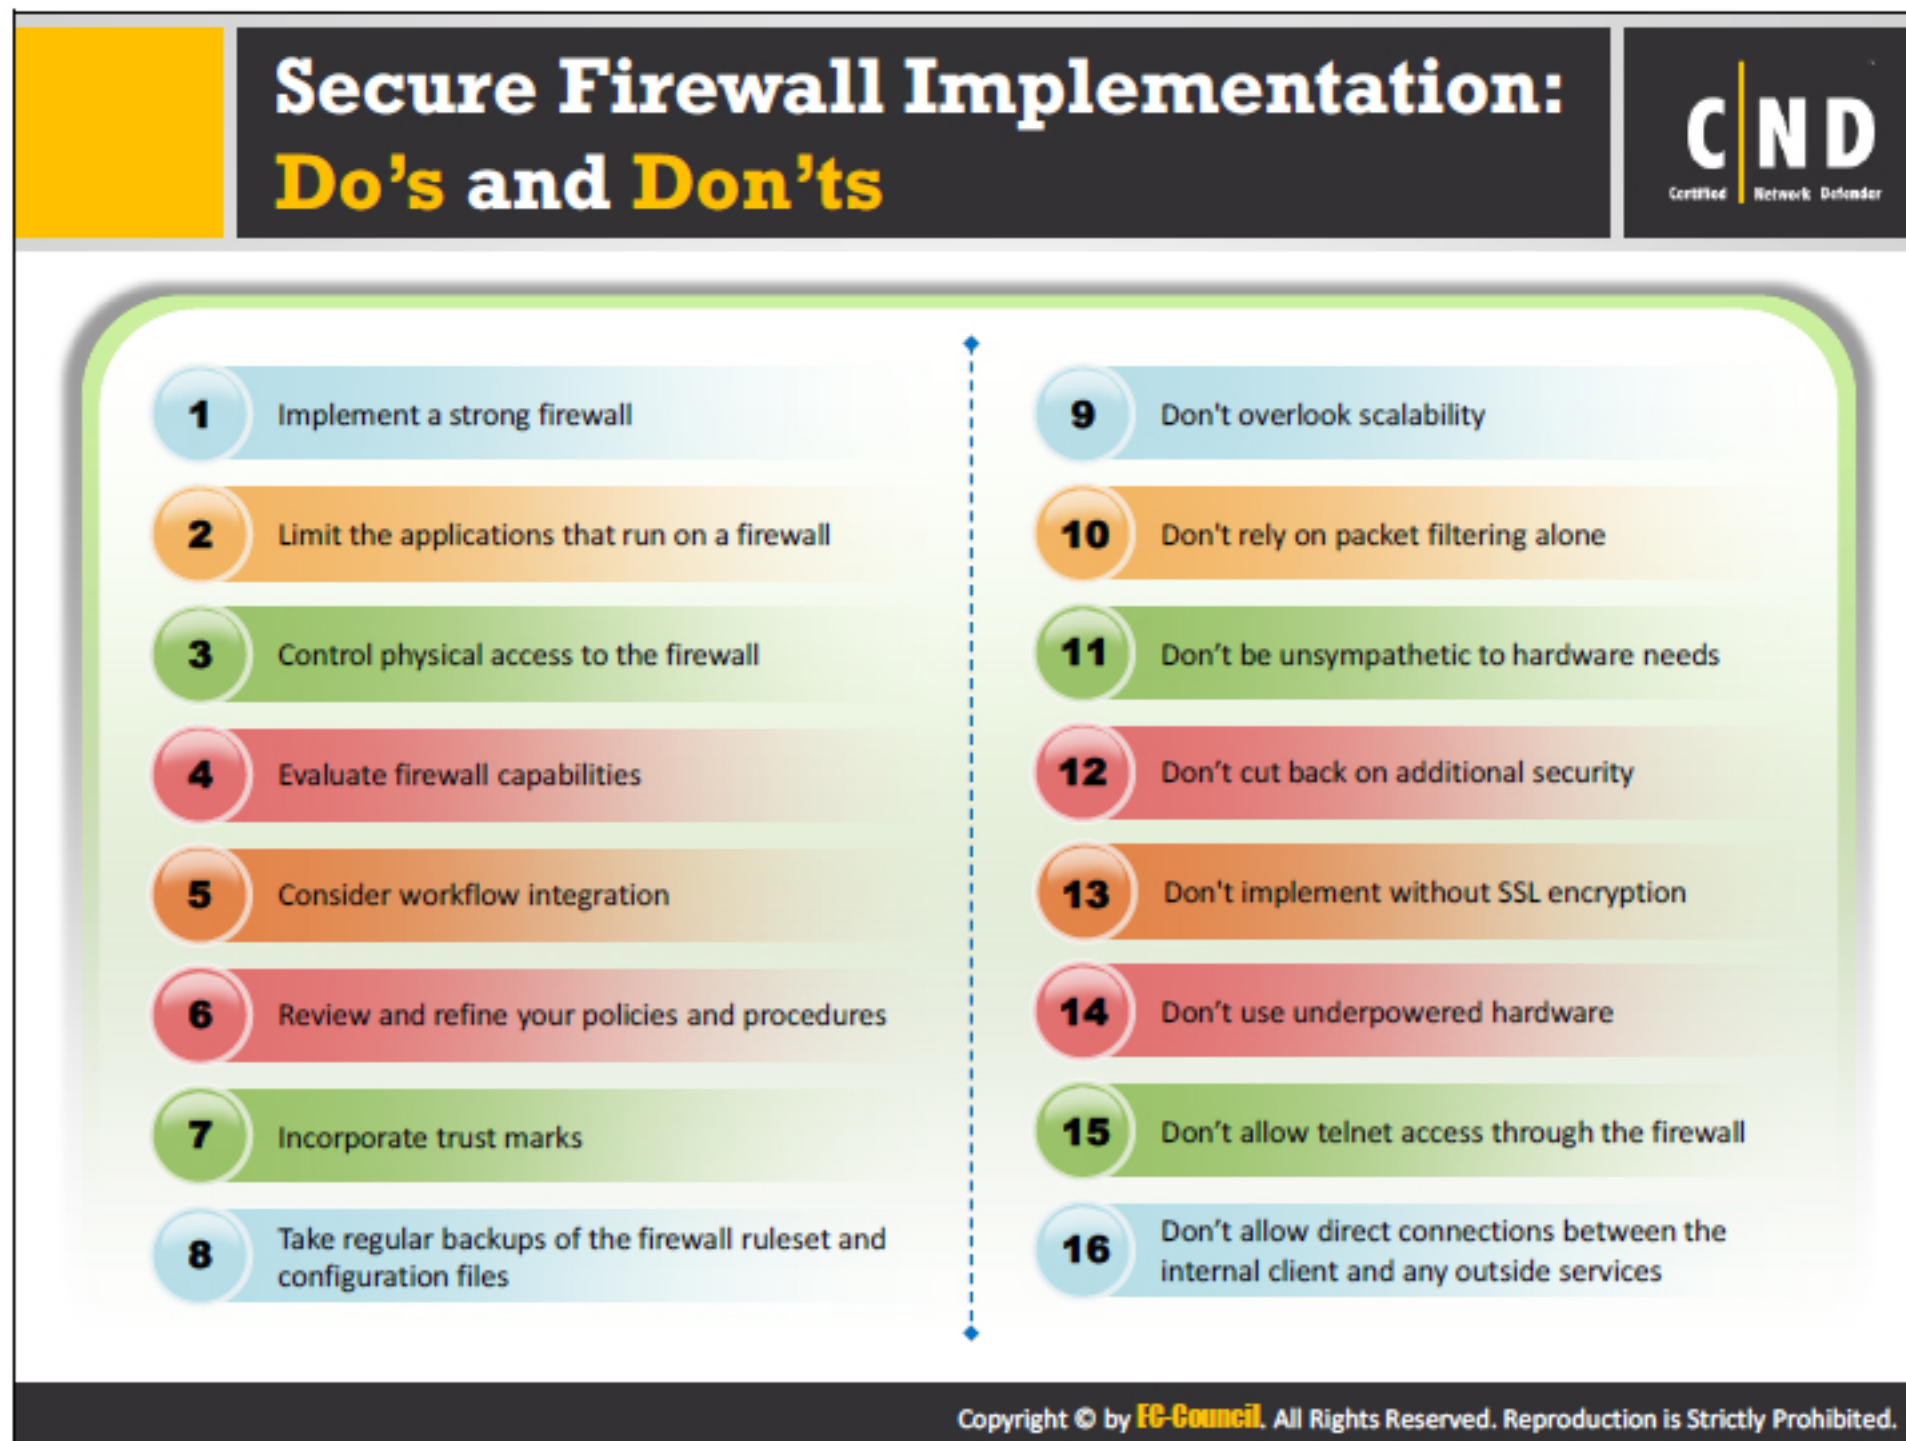 Secure Firewall Implementation:
Do's and Don'ts
C N D
Certified Network Defender
1 Implement a strong firewall
2 Limit the applications that run on a firewall
3 Control physical access to the firewall
4 Evaluate firewall capabilities
5 Consider workflow integration
6 Review and refine your policies and procedures
7 Incorporate trust marks
8 Take regular backups of the firewall ruleset and
configuration files
9 Don't overlook scalability
10 Don't rely on packet filtering alone
11 Don’t be unsympathetic to hardware needs
12 Don’t cut back on additional security
13 Don't implement without SSL encryption
14 Don’t use underpowered hardware
15 Don’t allow telnet access through the firewall
16 Don’t allow direct connections between the
internal client and any outside services
Copyright © by EC-Council. All Rights Reserved. Reproduction is Strictly Prohibited.